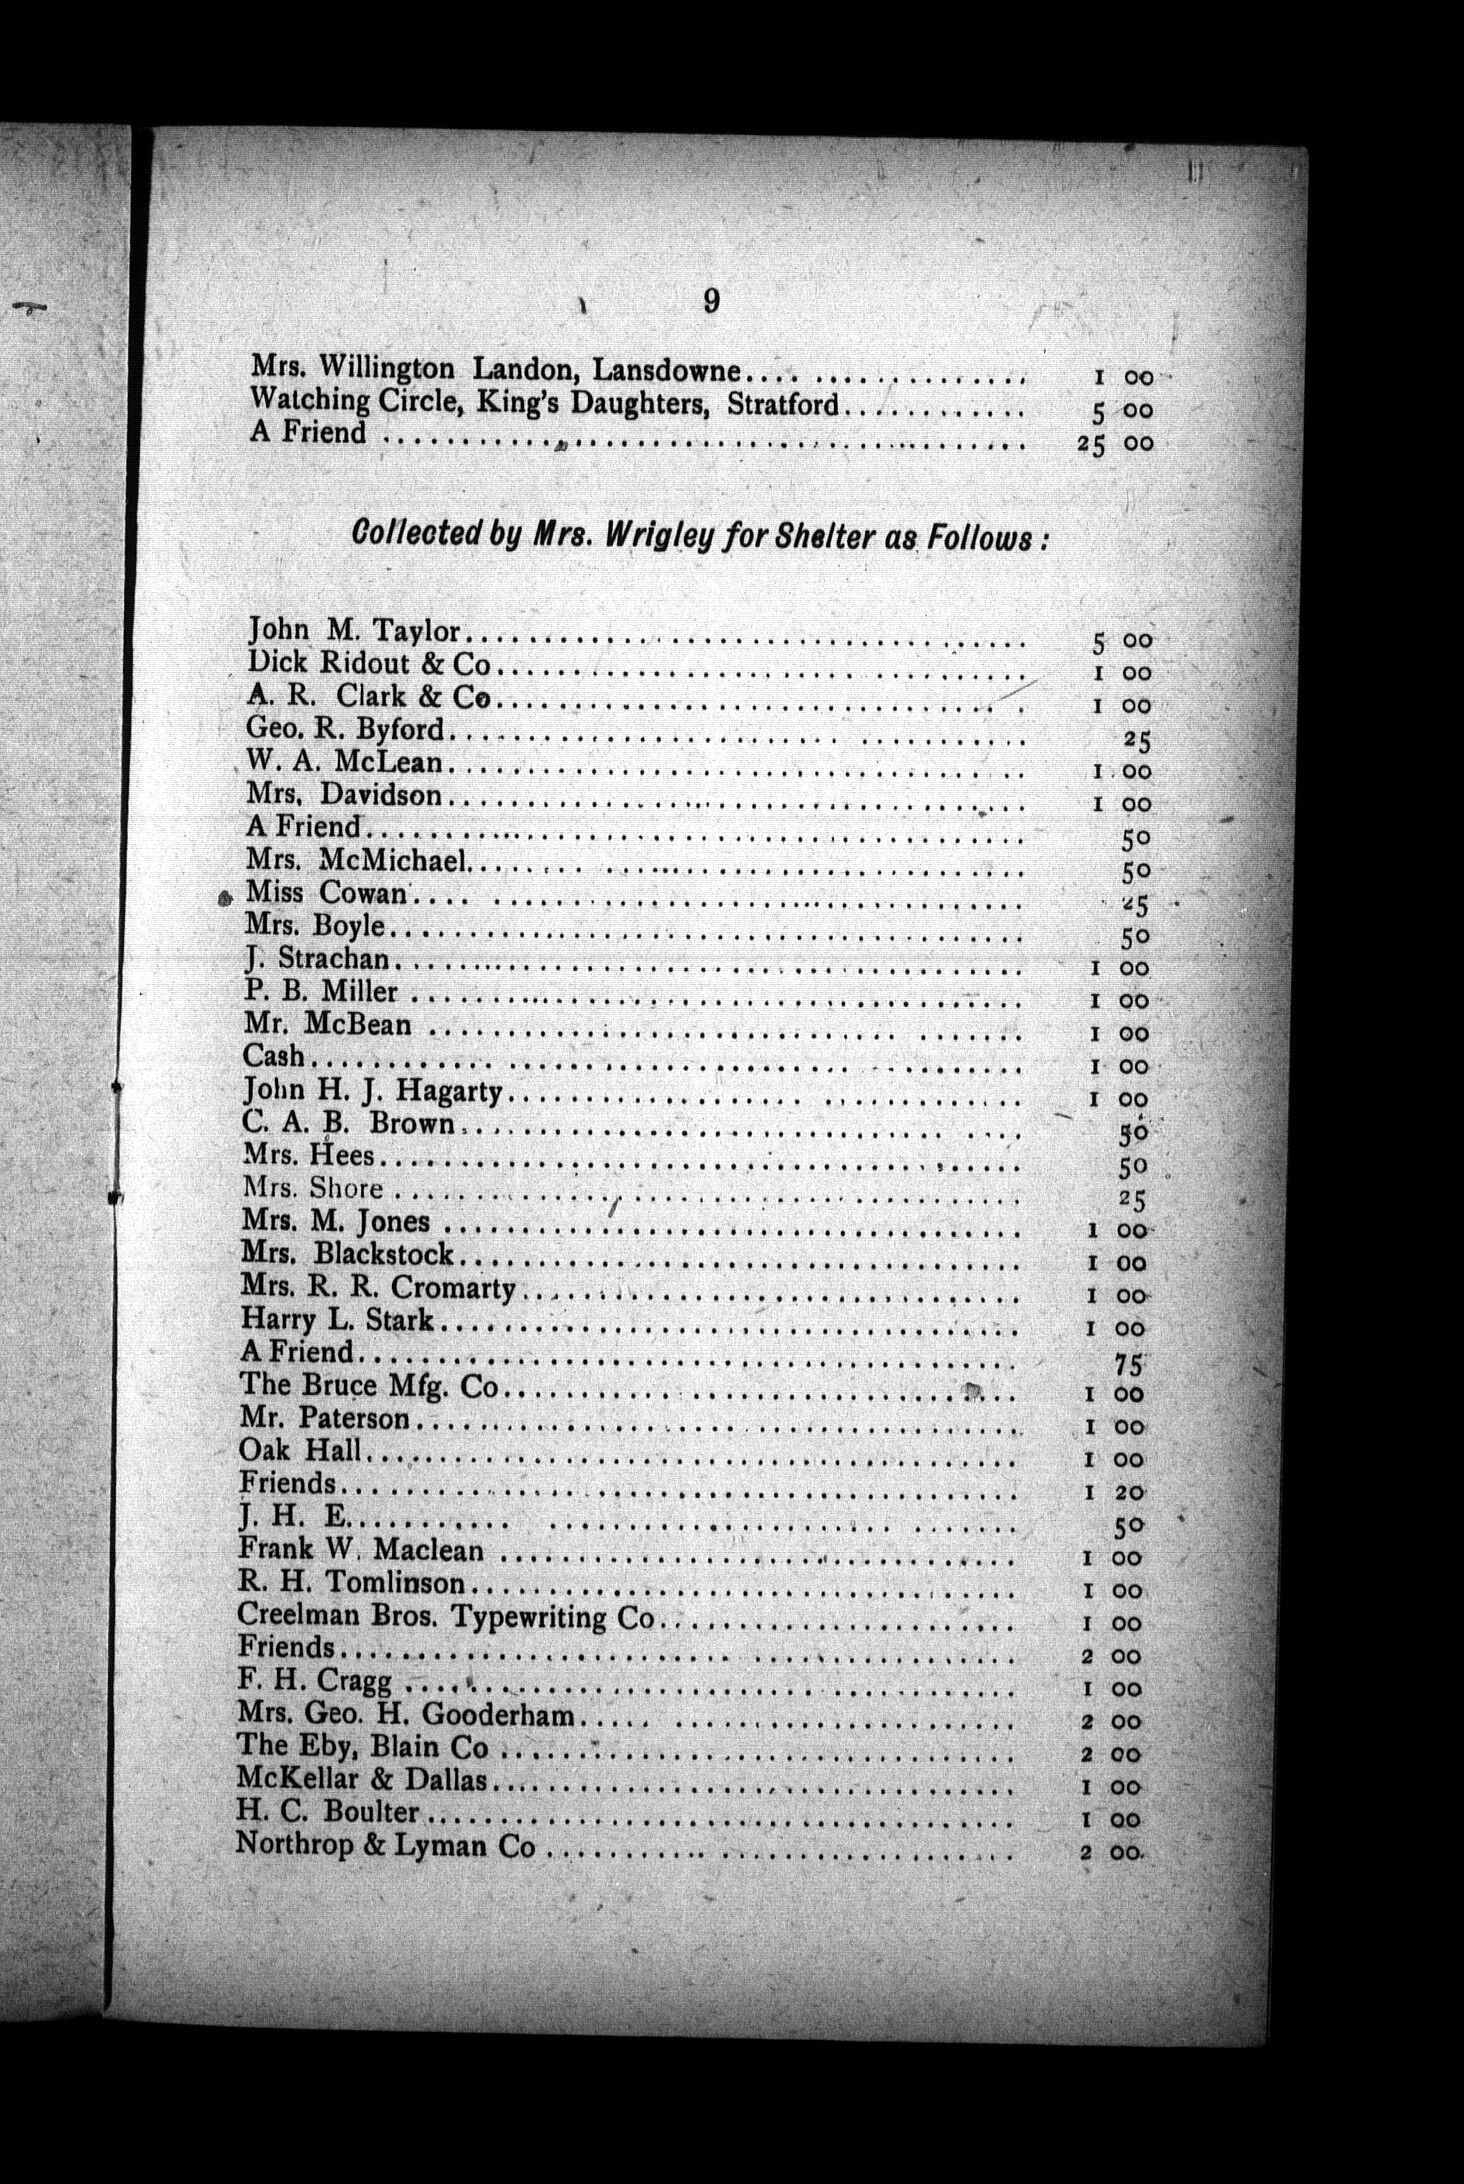 9
Mrs. Willington Landon, Lansdowne.... .............. 1 00
Watching Circle, King's Daughters, Stratford............ 5 00
A Friend ......................................... 25 00
Collected by Mrs. Wrigley for Shelter as Follows :
John M. Taylor.................................... 5 00
Dick Ridout & Co.................................. 1 00
A. R. Clark & Co................................. 1 00
Geo. R. Byford.................................... 25
W. A. McLean..................................... 1 00
Mrs. Davidson..................................... 1 00
A Friend.......................................... 50
Mrs. McMichael.................................... 50
Miss Cowan.... .................................. 25
Mrs. Boyle........................................ 50
J. Strachan........................................ 1 00
P. B. Miller ....................................... 1 00
Mr. McBean .............................. ....... 1 00
Cash............................................. 1 00
John H. J. Hagarty................... ............. 1 00
C. A. B. Brown............................... .... 50
Mrs. Hees......................................... 50
Mrs. Shore ........................................ 25
Mrs. M. Jones ..................................... 1 00
Mrs. Blackstock.................................... 1 00
Mrs. R. R. Cromarty................................ 1 00
Harry L. Stark..................................... 1 00
A Friend.......................................... 75
The Bruce Mfg. Co................................. 1 00
Mr. Paterson....................................... 1 00
Oak Hall.......................................... 1 00
Friends........................................... 1 20
J. H. E........... ...................... ....... 50
Frank W. Maclean ................................. 1 00
R. H. Tomlinson................................... 1 00
Creelman Bros. Typewriting Co....................... 1 00
Friends........................................... 2 00
F. H. Cragg ....................................... 1 00
Mrs. Geo. H. Gooderham..... ...................... 2 00
The Eby, Blain Co ................................. 2 00
McKellar & Dallas.................................. 1 00
H. C. Boulter...................................... 1 00
Northrop & Lyman Co .............................. 2 00